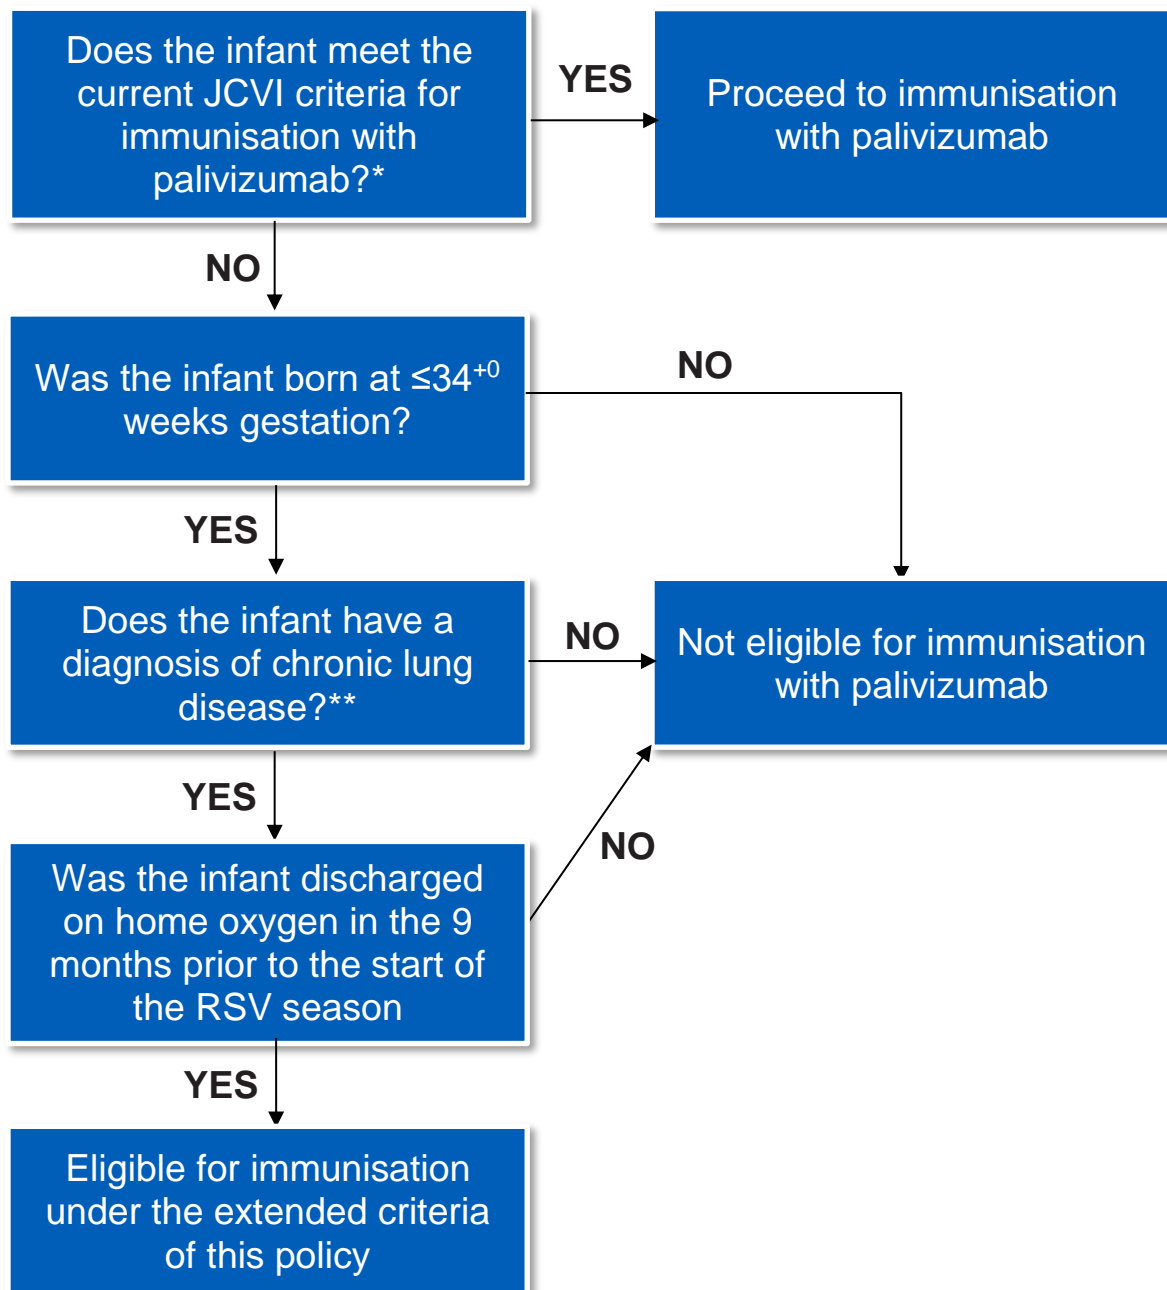 Does the infant meet the
current JCVI criteria for
immunisation with
palivizumab?*
YES
Proceed to immunisation
with palivizumab
NO
Was the infant born at ≤34⁺⁰
weeks gestation?
NO
YES
Does the infant have a
diagnosis of chronic lung
disease?**
NO
Not eligible for immunisation
with palivizumab
YES
Was the infant discharged
on home oxygen in the 9
months prior to the start of
the RSV season
NO
YES
Eligible for immunisation
under the extended criteria
of this policy